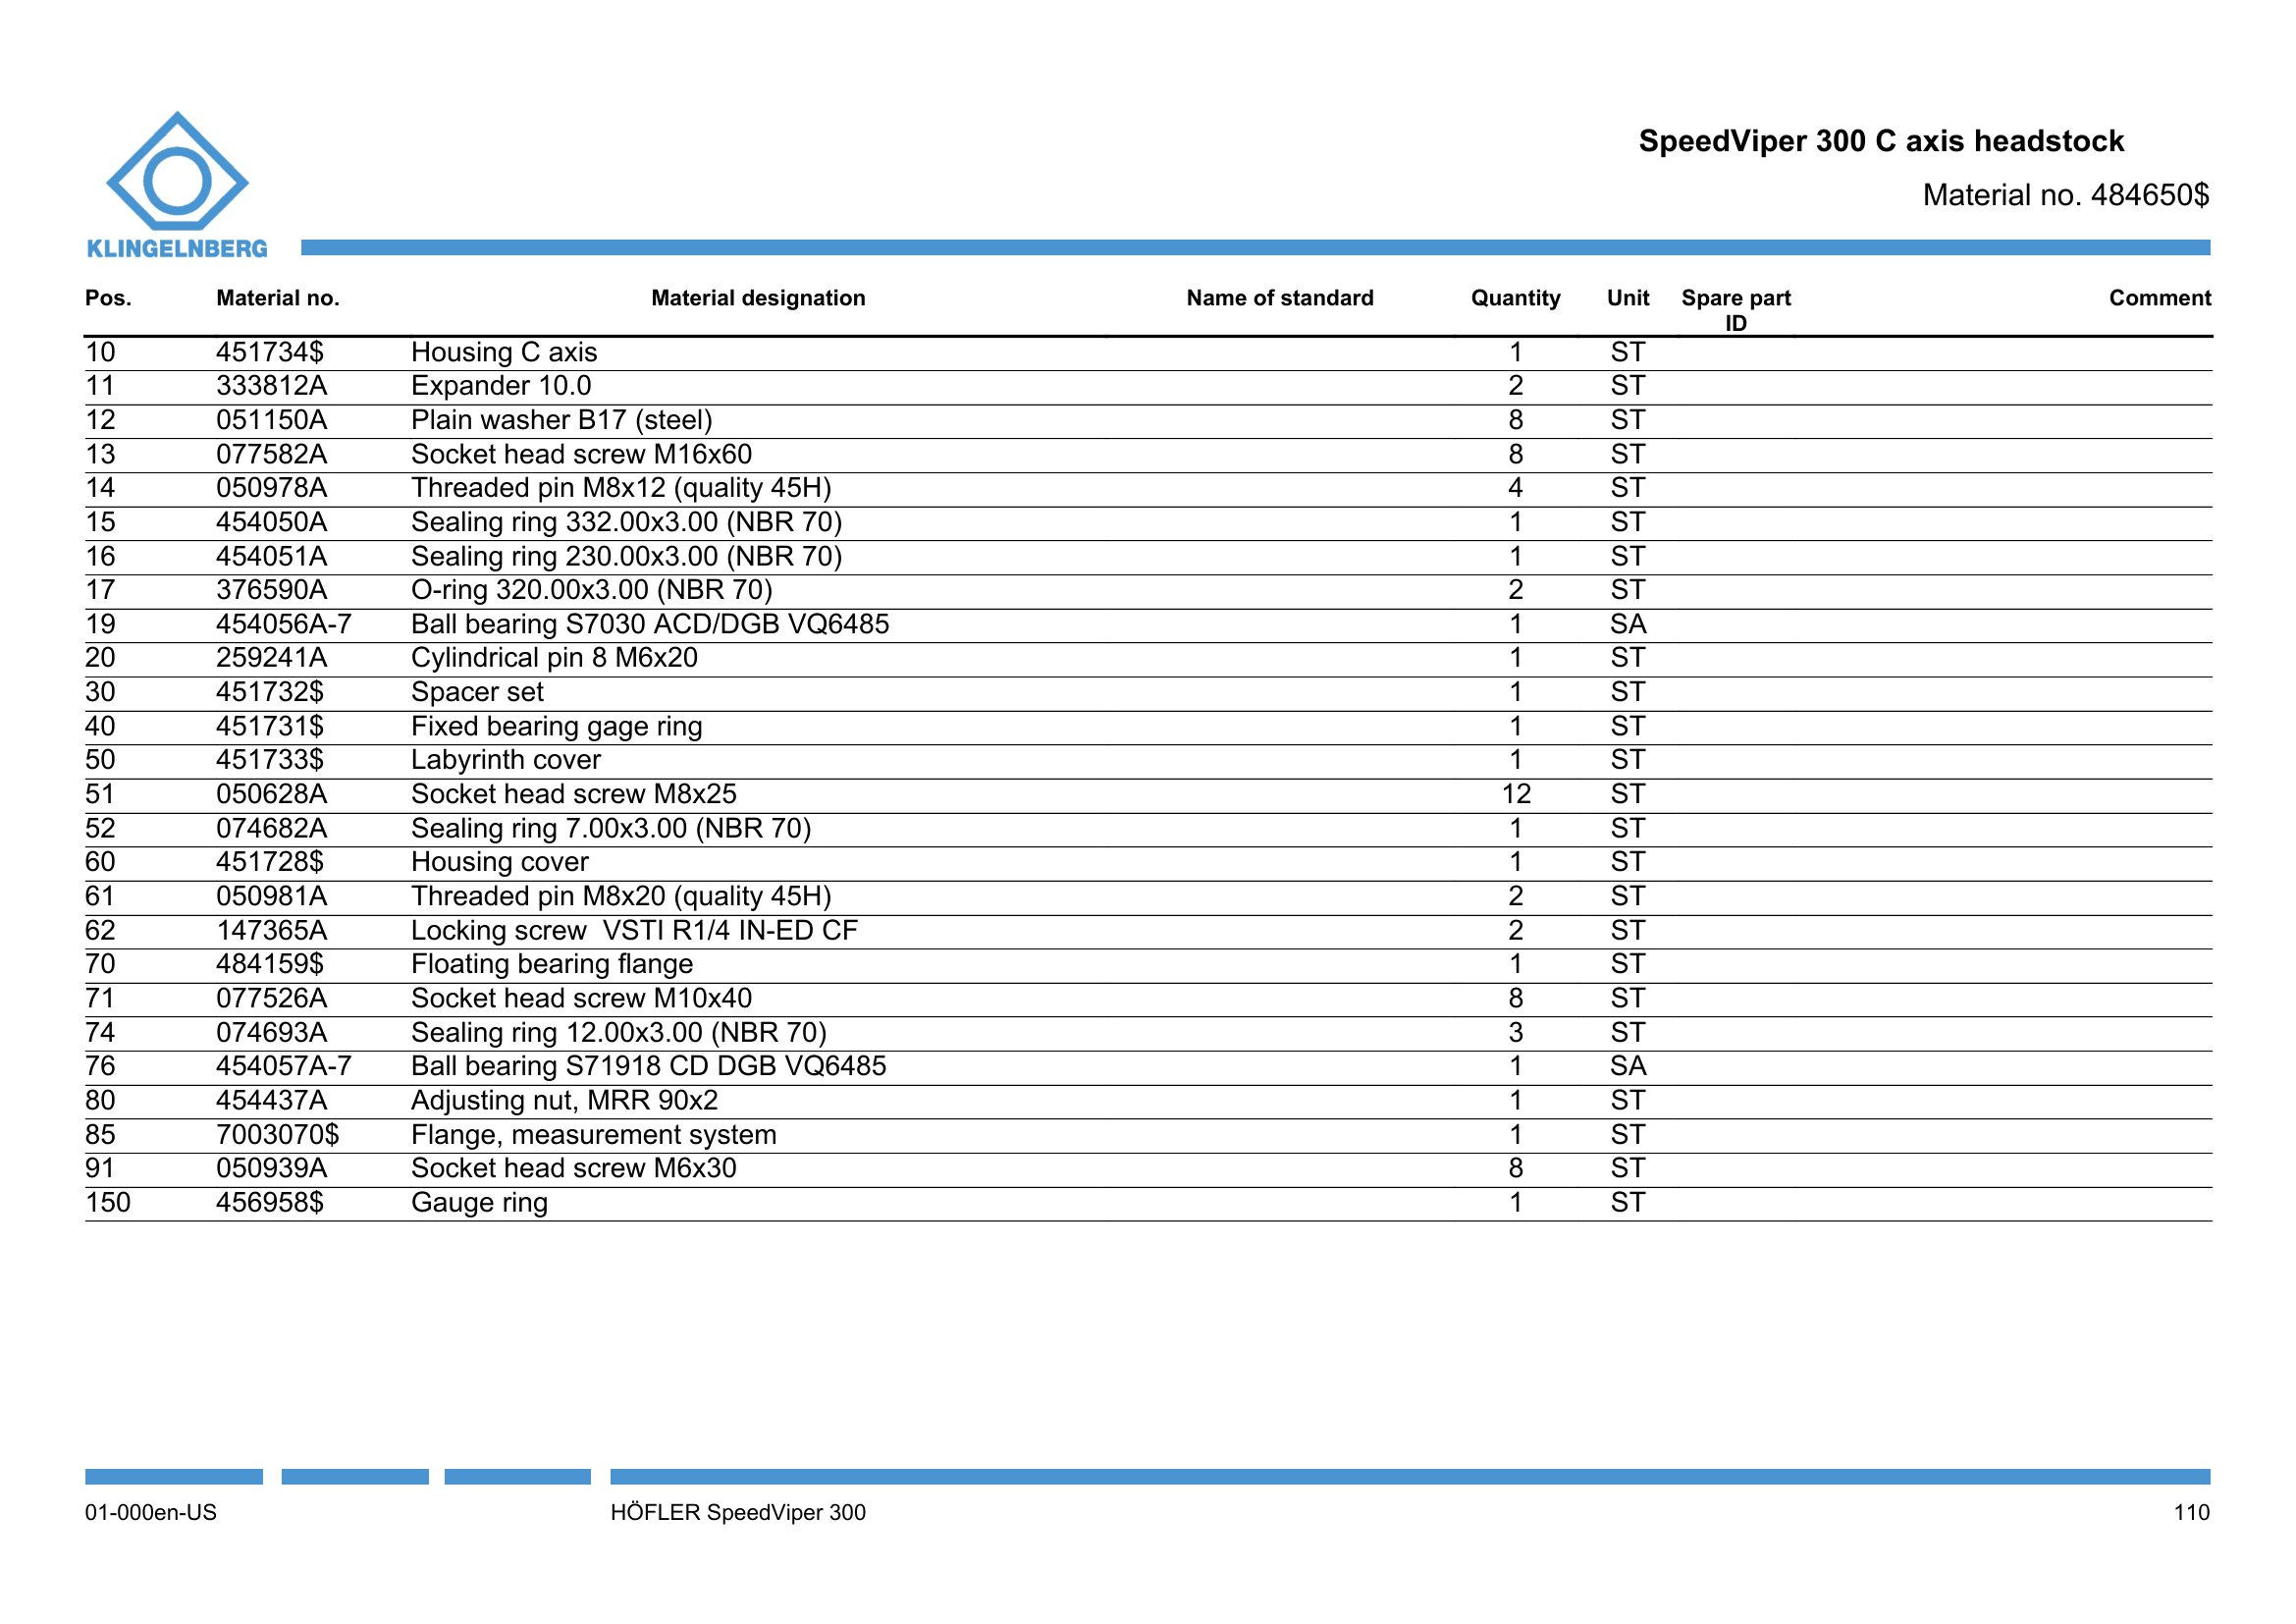 SpeedViper 300 C axis headstock
Material no. 484650$
KLINGELNBERG
Pos. Material no. Material designation Name of standard Quantity Unit Spare part ID Comment
10 451734$ Housing C axis 1 ST
11 333812A Expander 10.0 2 ST
12 051150A Plain washer B17 (steel) 8 ST
13 077582A Socket head screw M16x60 8 ST
14 050978A Threaded pin M8x12 (quality 45H) 4 ST
15 454050A Sealing ring 332.00x3.00 (NBR 70) 1 ST
16 454051A Sealing ring 230.00x3.00 (NBR 70) 1 ST
17 376590A O-ring 320.00x3.00 (NBR 70) 2 ST
19 454056A-7 Ball bearing S7030 ACD/DGB VQ6485 1 SA
20 259241A Cylindrical pin 8 M6x20 1 ST
30 451732$ Spacer set 1 ST
40 451731$ Fixed bearing gage ring 1 ST
50 451733$ Labyrinth cover 1 ST
51 050628A Socket head screw M8x25 12 ST
52 074682A Sealing ring 7.00x3.00 (NBR 70) 1 ST
60 451728$ Housing cover 1 ST
61 050981A Threaded pin M8x20 (quality 45H) 2 ST
62 147365A Locking screw  VSTI R1/4 IN-ED CF 2 ST
70 484159$ Floating bearing flange 1 ST
71 077526A Socket head screw M10x40 8 ST
74 074693A Sealing ring 12.00x3.00 (NBR 70) 3 ST
76 454057A-7 Ball bearing S71918 CD DGB VQ6485 1 SA
80 454437A Adjusting nut, MRR 90x2 1 ST
85 7003070$ Flange, measurement system 1 ST
91 050939A Socket head screw M6x30 8 ST
150 456958$ Gauge ring 1 ST
01-000en-US HÖFLER SpeedViper 300 110